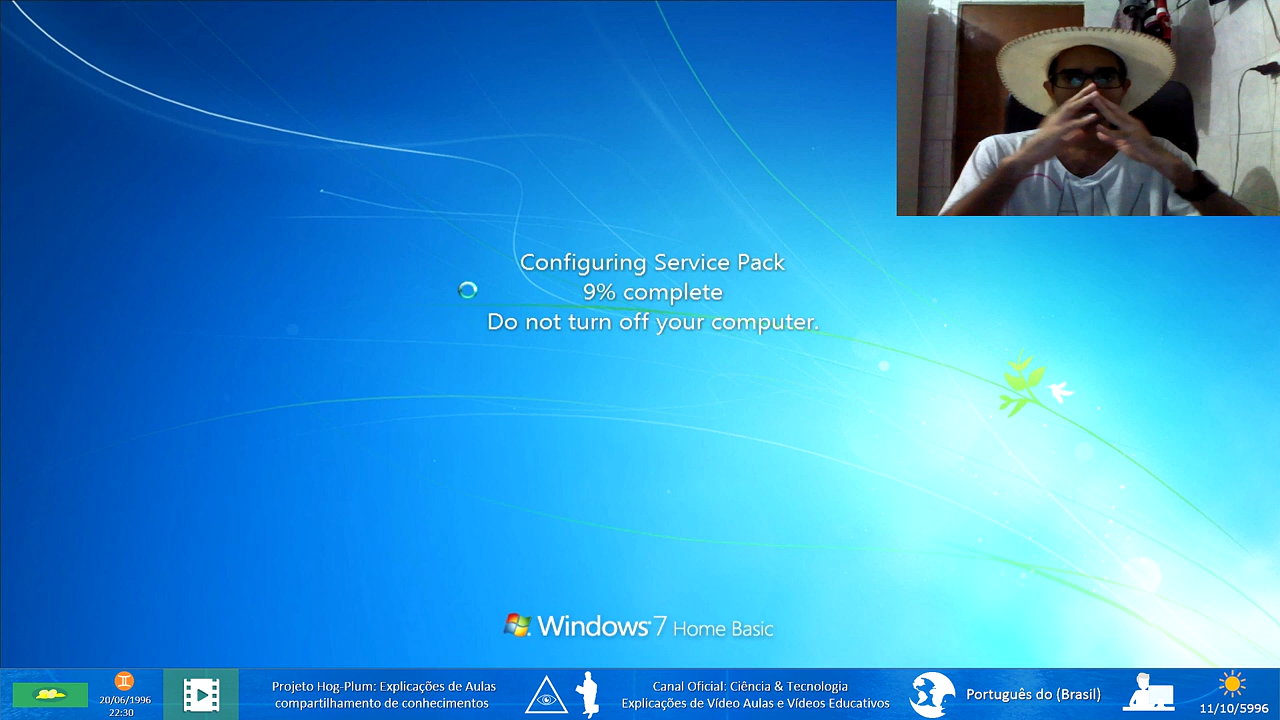 Configuring Service Pack
9% complete
Do not turn off your computer.
Windows 7 Home Basic
20/06/1996
22:30
Projeto Hog-Plum: Explicações de Aulas
compartilhamento de conhecimentos
Canal Oficial: Ciência & Tecnologia
Explicações de Vídeo Aulas e Vídeos Educativos
Português do (Brasil)
11/10/5996